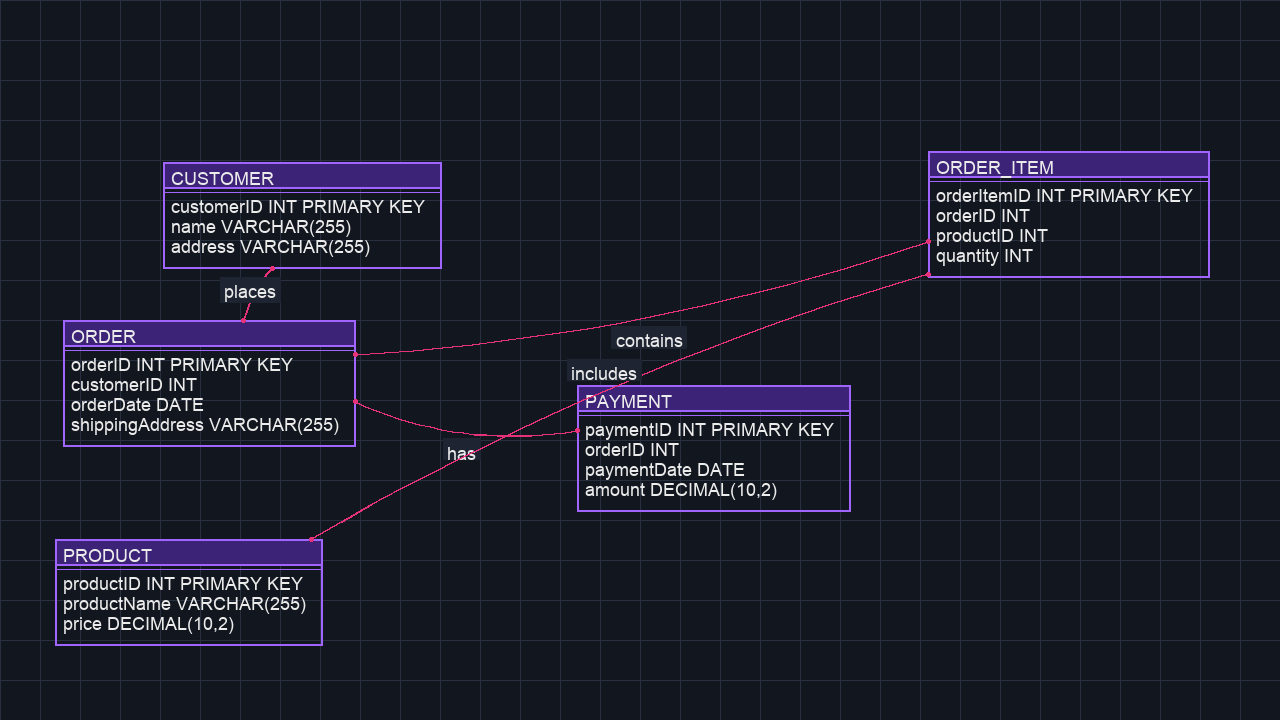 CUSTOMER
customerID INT PRIMARY KEY
name VARCHAR(255)
address VARCHAR(255)
ORDER_ITEM
orderItemID INT PRIMARY KEY
orderID INT
productID INT
quantity INT
places
ORDER
orderID INT PRIMARY KEY
customerID INT
orderDate DATE
shippingAddress VARCHAR(255)
contains
includes
PAYMENT
paymentID INT PRIMARY KEY
orderID INT
paymentDate DATE
amount DECIMAL(10,2)
has
PRODUCT
productID INT PRIMARY KEY
productName VARCHAR(255)
price DECIMAL(10,2)